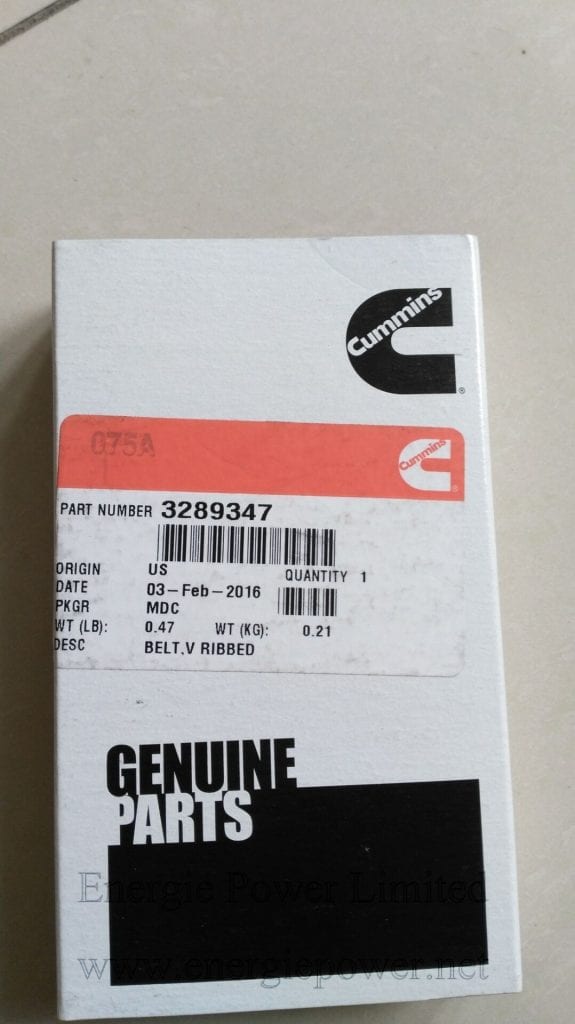 Cummins
®
075A
Cummins
®
PART NUMBER 3289347
ORIGIN US QUANTITY 1
DATE 03-Feb-2016
PKGR MDC
WT (LB): 0.47 WT (KG): 0.21
DESC BELT,V RIBBED
GENUINE
PARTS
Energie Power Limited
www.energiepower.net